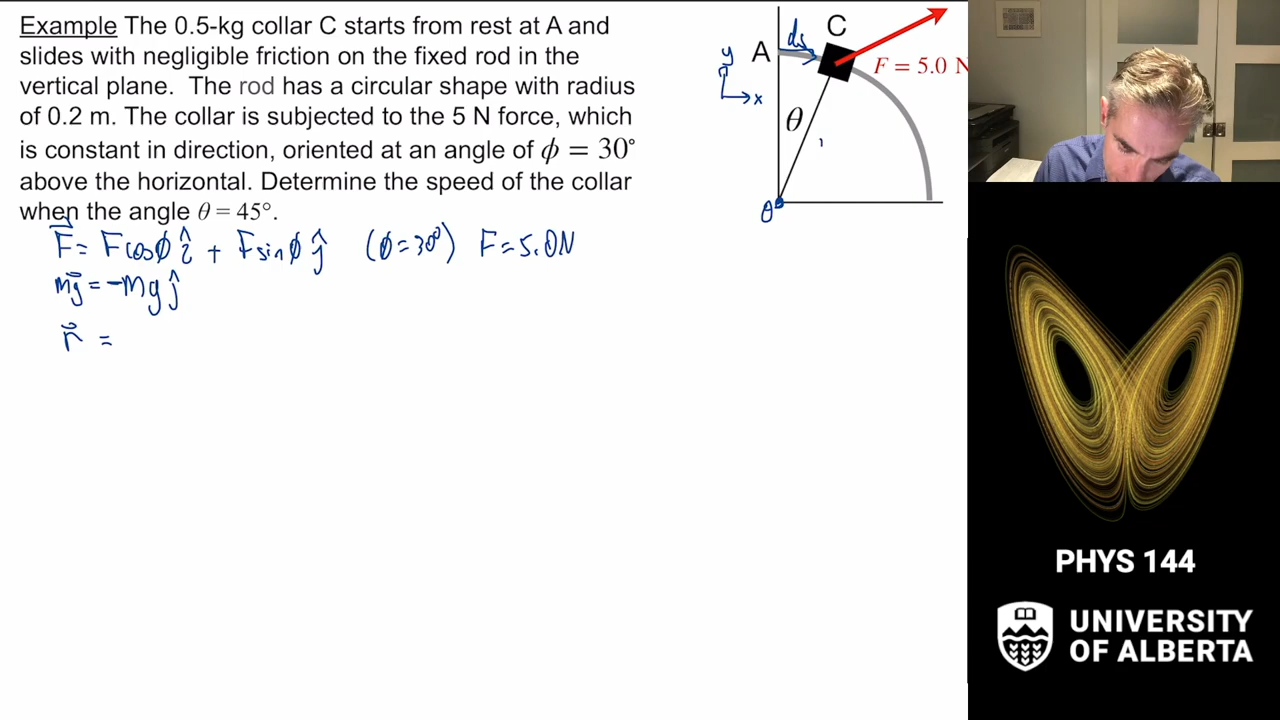 Example The 0.5-kg collar C starts from rest at A and
slides with negligible friction on the fixed rod in the
vertical plane. The rod has a circular shape with radius
of 0.2 m. The collar is subjected to the 5 N force, which
is constant in direction, oriented at an angle of ϕ = 30°
above the horizontal. Determine the speed of the collar
when the angle θ = 45°.
F⃗ = F cosϕ î + F sinϕ ĵ (ϕ=30°) F=5.0N
mg⃗ = -mg ĵ
r⃗ =
A
ds
C
y
x
F = 5.0 N
θ
0
PHYS 144
UNIVERSITY
OF ALBERTA